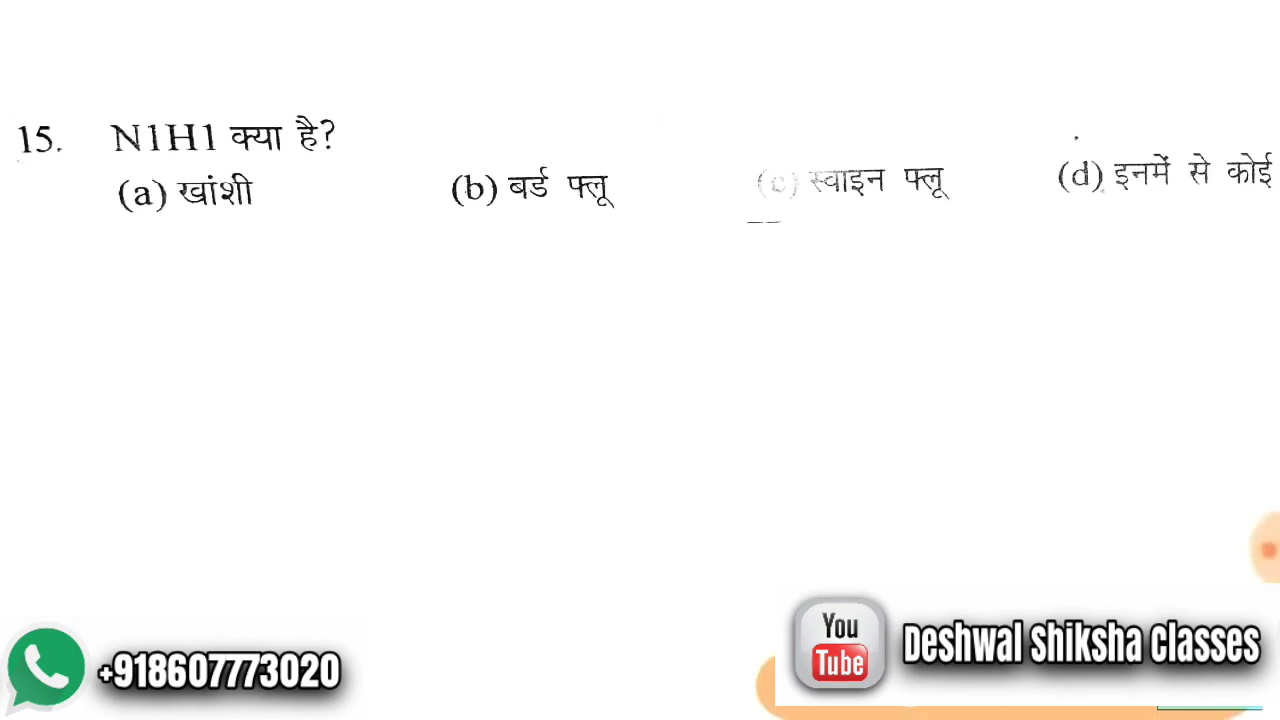 15. N1H1 क्या है?
(a) खांशी (b) बर्ड फ्लू (c) स्वाइन फ्लू (d) इनमें से कोई
+918607773020
You Tube Deshwal Shiksha Classes